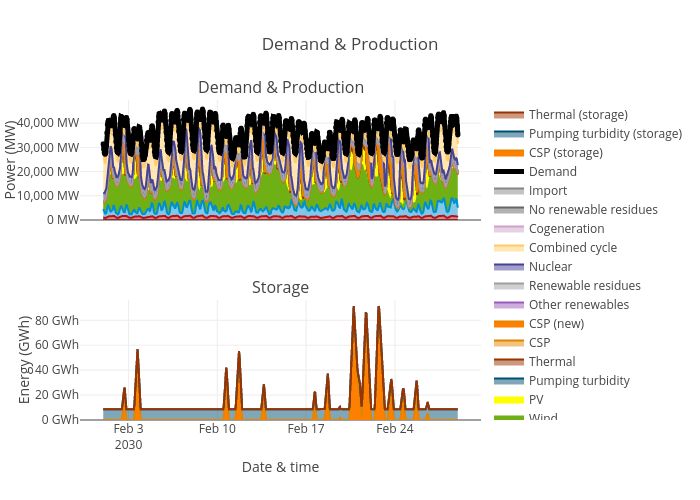 Demand & Production
Demand & Production
Power (MW)
40,000 MW
30,000 MW
20,000 MW
10,000 MW
0 MW
Storage
Energy (GWh)
80 GWh
60 GWh
40 GWh
20 GWh
0 GWh
Feb 3
2030
Feb 10
Feb 17
Feb 24
Date & time
Thermal (storage)
Pumping turbidity (storage)
CSP (storage)
Demand
Import
No renewable residues
Cogeneration
Combined cycle
Nuclear
Renewable residues
Other renewables
CSP (new)
CSP
Thermal
Pumping turbidity
PV
Wind